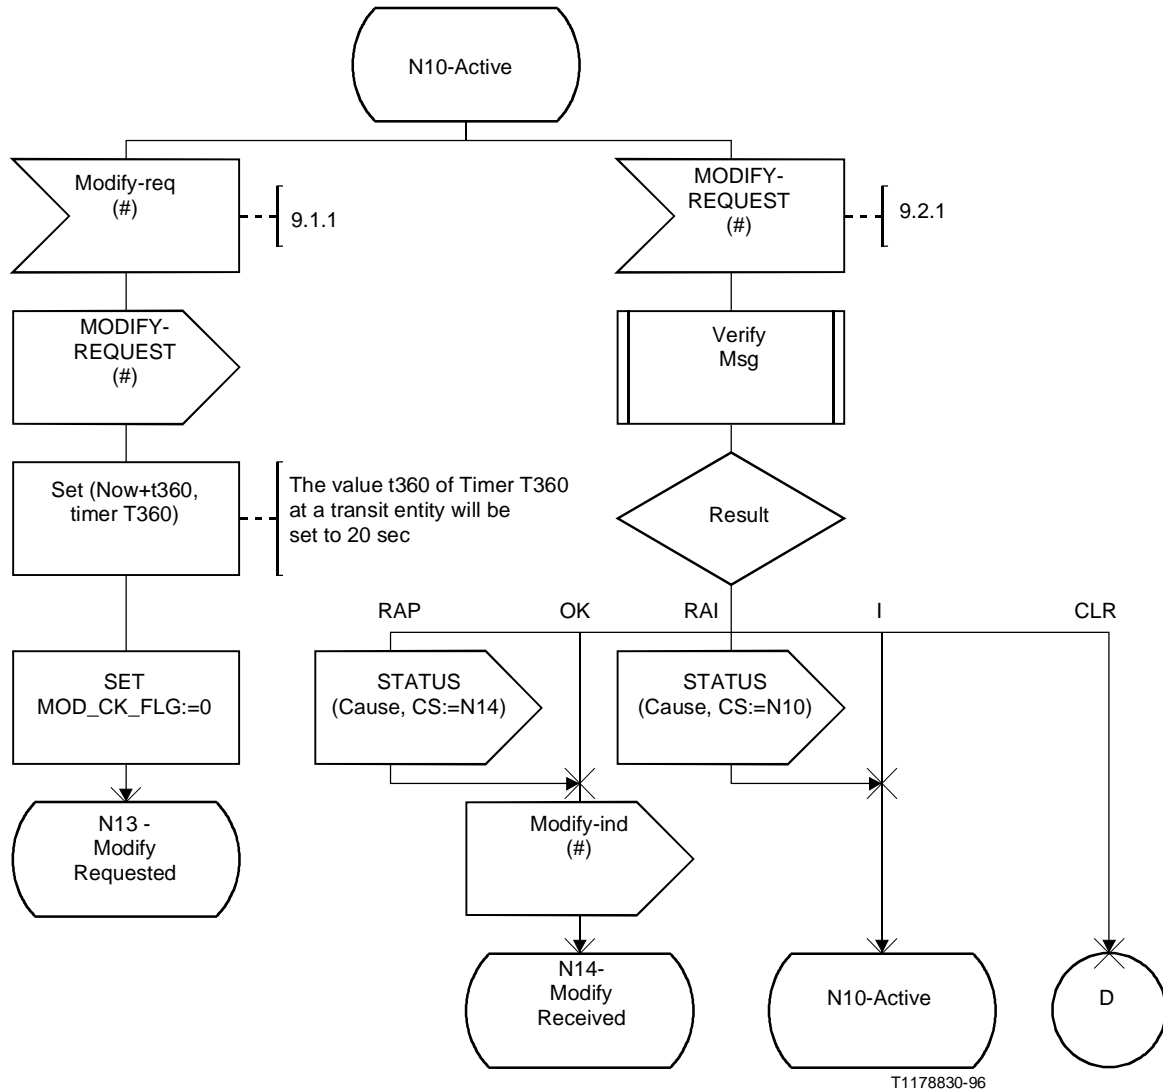 N10-Active
Modify-req
(#)
9.1.1
MODIFY-
REQUEST
(#)
9.2.1
MODIFY-
REQUEST
(#)
Verify
Msg
Set (Now+t360,
timer T360)
The value t360 of Timer T360
at a transit entity will be
set to 20 sec
Result
RAP
OK
RAI
I
CLR
SET
MOD_CK_FLG:=0
STATUS
(Cause, CS:=N14)
STATUS
(Cause, CS:=N10)
N13 -
Modify
Requested
Modify-ind
(#)
N14-
Modify
Received
N10-Active
D
T1178830-96